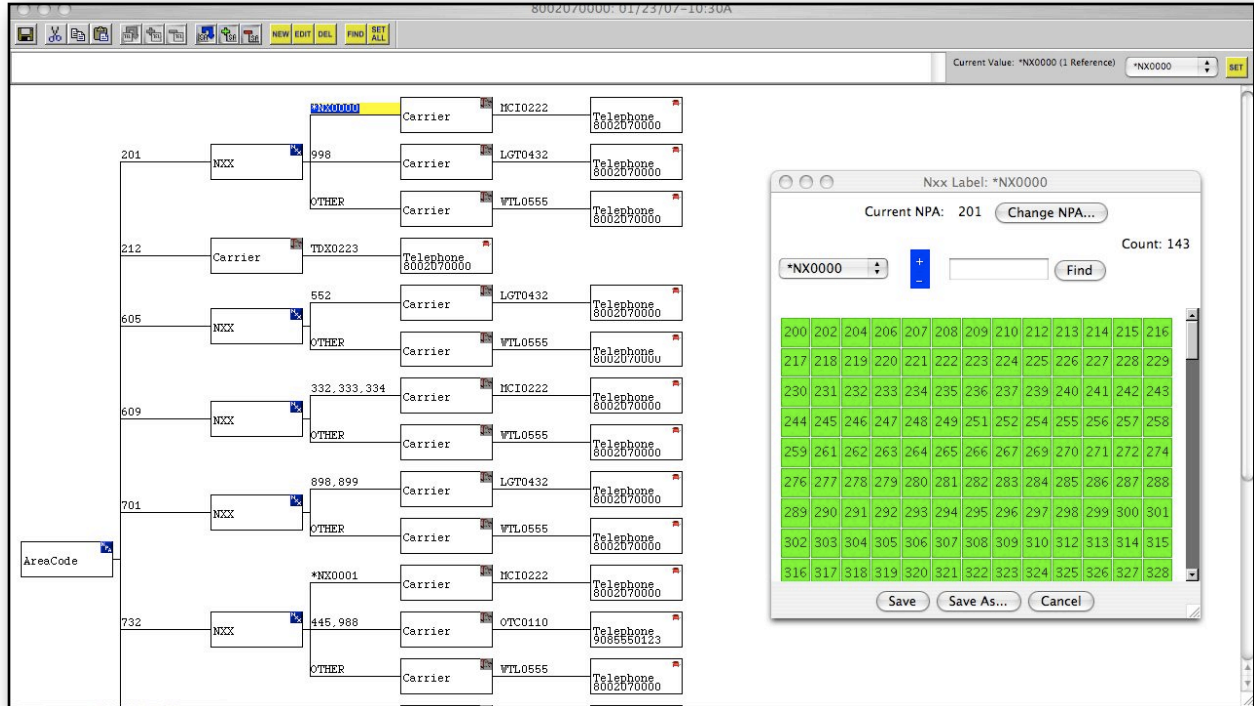 8002070000: 01/23/07-10:30A
NEW EDIT DEL FIND SET ALL
Current Value: *NX0000 (1 Reference) *NX0000 SET
*NX0000 Carrier MCI0222 Telephone 8002070000
201 NXX 998 Carrier LGT0432 Telephone 8002070000
OTHER Carrier WTL0555 Telephone 8002070000
212 Carrier TDX0223 Telephone 8002070000
552 Carrier LGT0432 Telephone 8002070000
605 NXX
OTHER Carrier WTL0555 Telephone 8002070000
332,333,334 Carrier MCI0222 Telephone 8002070000
609 NXX
OTHER Carrier WTL0555 Telephone 8002070000
898,899 Carrier LGT0432 Telephone 8002070000
701 NXX
OTHER Carrier WTL0555 Telephone 8002070000
AreaCode
*NX0001 Carrier MCI0222 Telephone 8002070000
732 NXX 445,988 Carrier OTC0110 Telephone 9085550123
OTHER Carrier WTL0555 Telephone 8002070000
Nxx Label: *NX0000
Current NPA: 201 Change NPA...
Count: 143
*NX0000 + - Find
200 202 204 206 207 208 209 210 212 213 214 215 216
217 218 219 220 221 222 223 224 225 226 227 228 229
230 231 232 233 234 235 236 237 239 240 241 242 243
244 245 246 247 248 249 251 252 254 255 256 257 258
259 261 262 263 264 265 266 267 269 270 271 272 274
276 277 278 279 280 281 282 283 284 285 286 287 288
289 290 291 292 293 294 295 296 297 298 299 300 301
302 303 304 305 306 307 308 309 310 312 313 314 315
316 317 318 319 320 321 322 323 324 325 326 327 328
Save Save As... Cancel